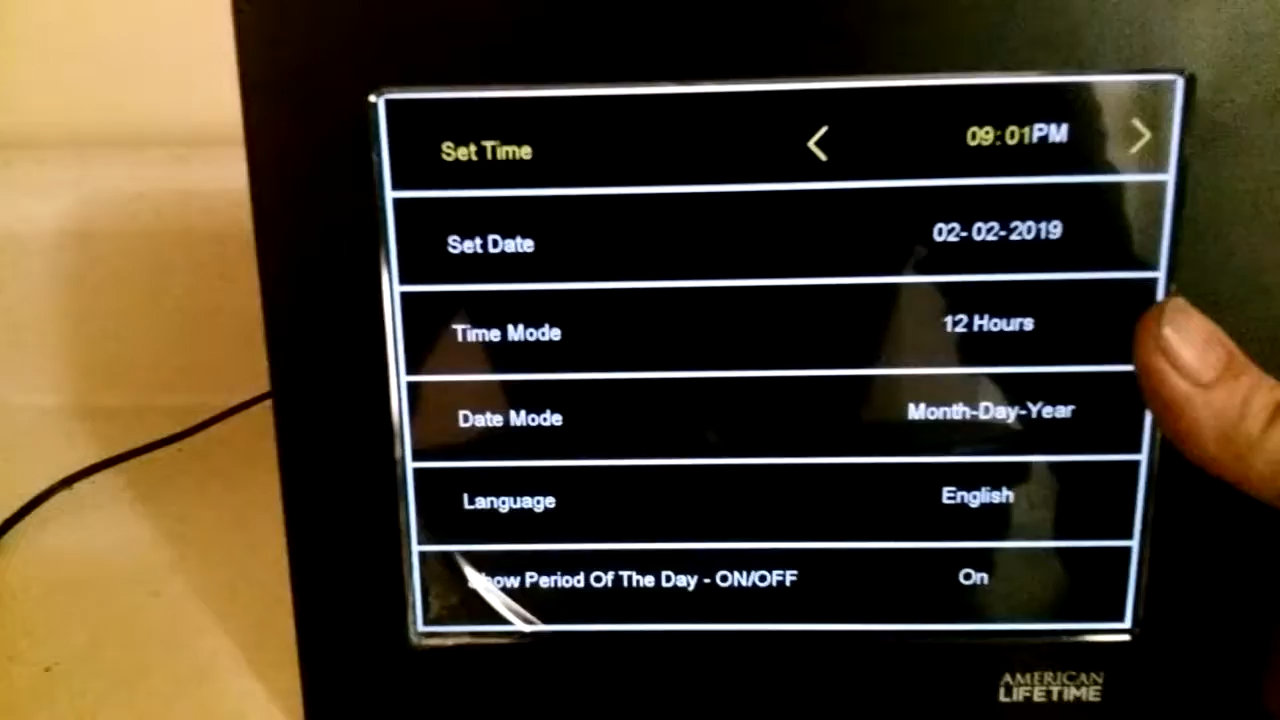 Set Time < 09:01PM >
Set Date 02-02-2019
Time Mode 12 Hours
Date Mode Month-Day-Year
Language English
Show Period Of The Day - ON/OFF On
AMERICAN
LIFETIME